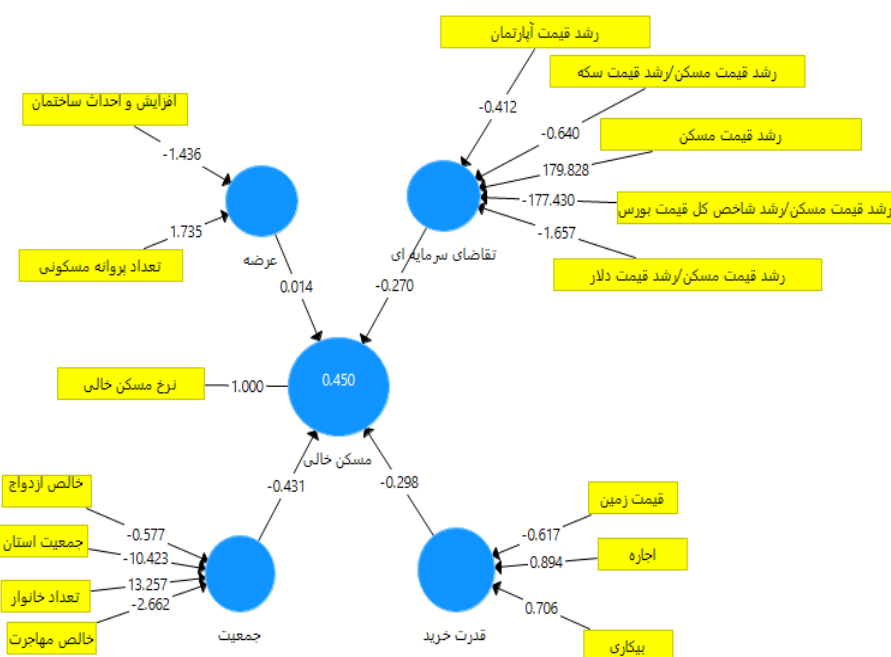 رشد قیمت آپارتمان
-0.412
رشد قیمت مسکن/رشد قیمت سکه
-0.640
رشد قیمت مسکن
179.828
رشد قیمت مسکن/رشد شاخص کل قیمت بورس
-177.430
رشد قیمت مسکن/رشد قیمت دلار
-1.657
تقاضای سرمایه ای
-0.270
افزایش و احداث ساختمان
-1.436
تعداد پروانه مسکونی
1.735
عرضه
0.014
نرخ مسکن خالی
1.000
0.450
مسکن خالی
خالص ازدواج
-0.577
جمعیت استان
-10.423
تعداد خانوار
13.257
خالص مهاجرت
-2.662
جمعیت
-0.431
قیمت زمین
-0.617
اجاره
0.894
بیکاری
0.706
قدرت خرید
-0.298